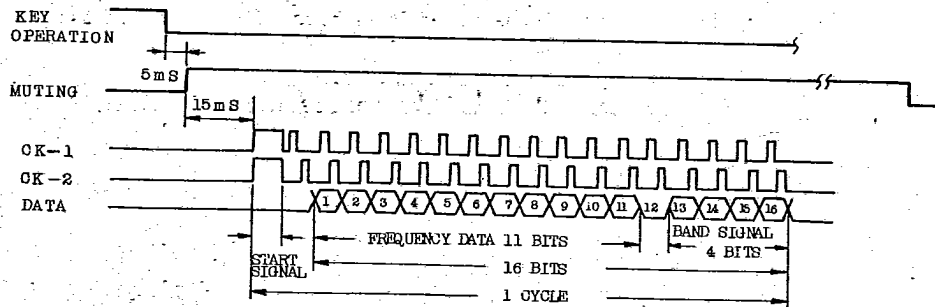 KEY
OPERATION
5mS
MUTING
15mS
CK-1
CK-2
DATA
1 2 3 4 5 6 7 8 9 10 11 12 13 14 15 16
FREQUENCY DATA 11 BITS
BAND SIGNAL
4 BITS
START
SIGNAL
16 BITS
1 CYCLE